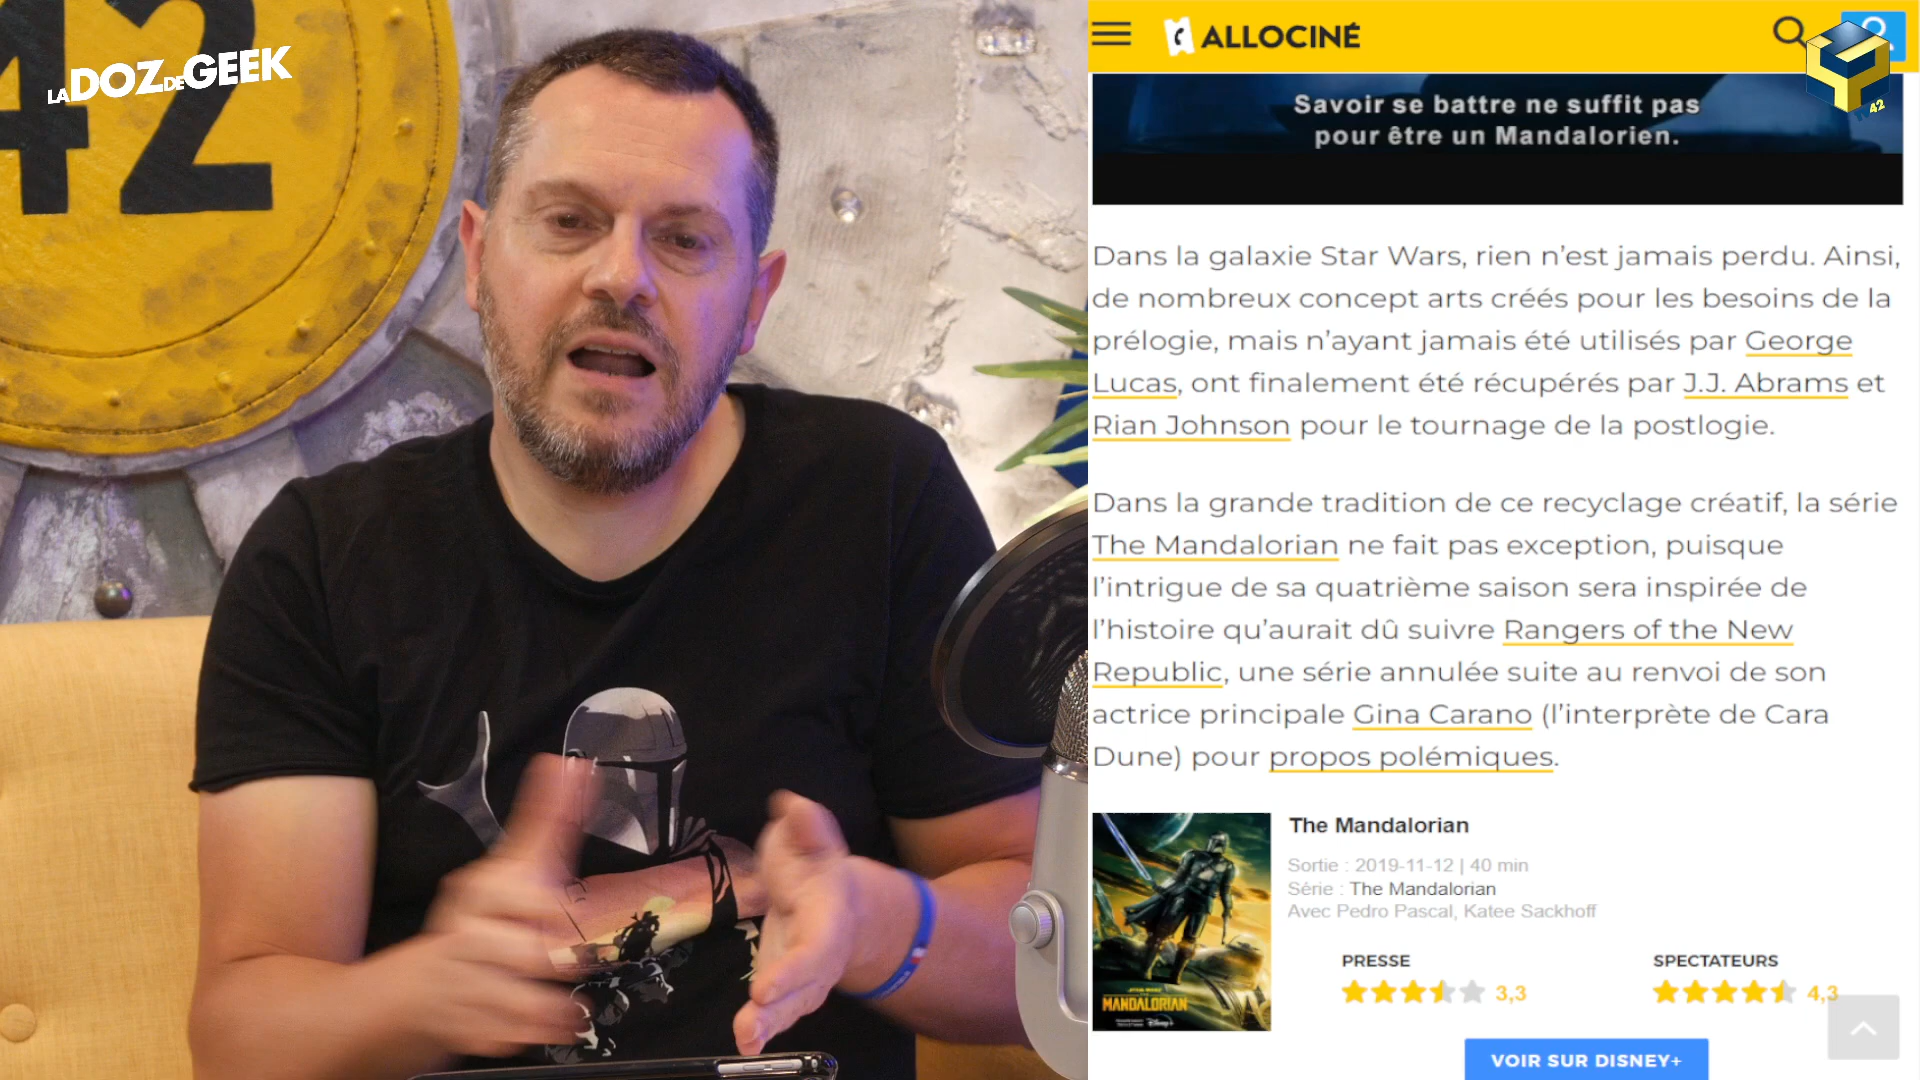 42
LA DOZ DE GEEK
ALLOCINÉ
42
Savoir se battre ne suffit pas
pour être un Mandalorien.
Dans la galaxie Star Wars, rien n’est jamais perdu. Ainsi,
de nombreux concept arts créés pour les besoins de la
prélogie, mais n’ayant jamais été utilisés par George
Lucas, ont finalement été récupérés par J.J. Abrams et
Rian Johnson pour le tournage de la postlogie.
Dans la grande tradition de ce recyclage créatif, la série
The Mandalorian ne fait pas exception, puisque
l’intrigue de sa quatrième saison sera inspirée de
l’histoire qu’aurait dû suivre Rangers of the New
Republic, une série annulée suite au renvoi de son
actrice principale Gina Carano (l’interprète de Cara
Dune) pour propos polémiques.
MANDALORIAN
Disney+
The Mandalorian
Sortie : 2019-11-12 | 40 min
Série : The Mandalorian
Avec Pedro Pascal, Katee Sackhoff
PRESSE
3,3
SPECTATEURS
4,3
VOIR SUR DISNEY+